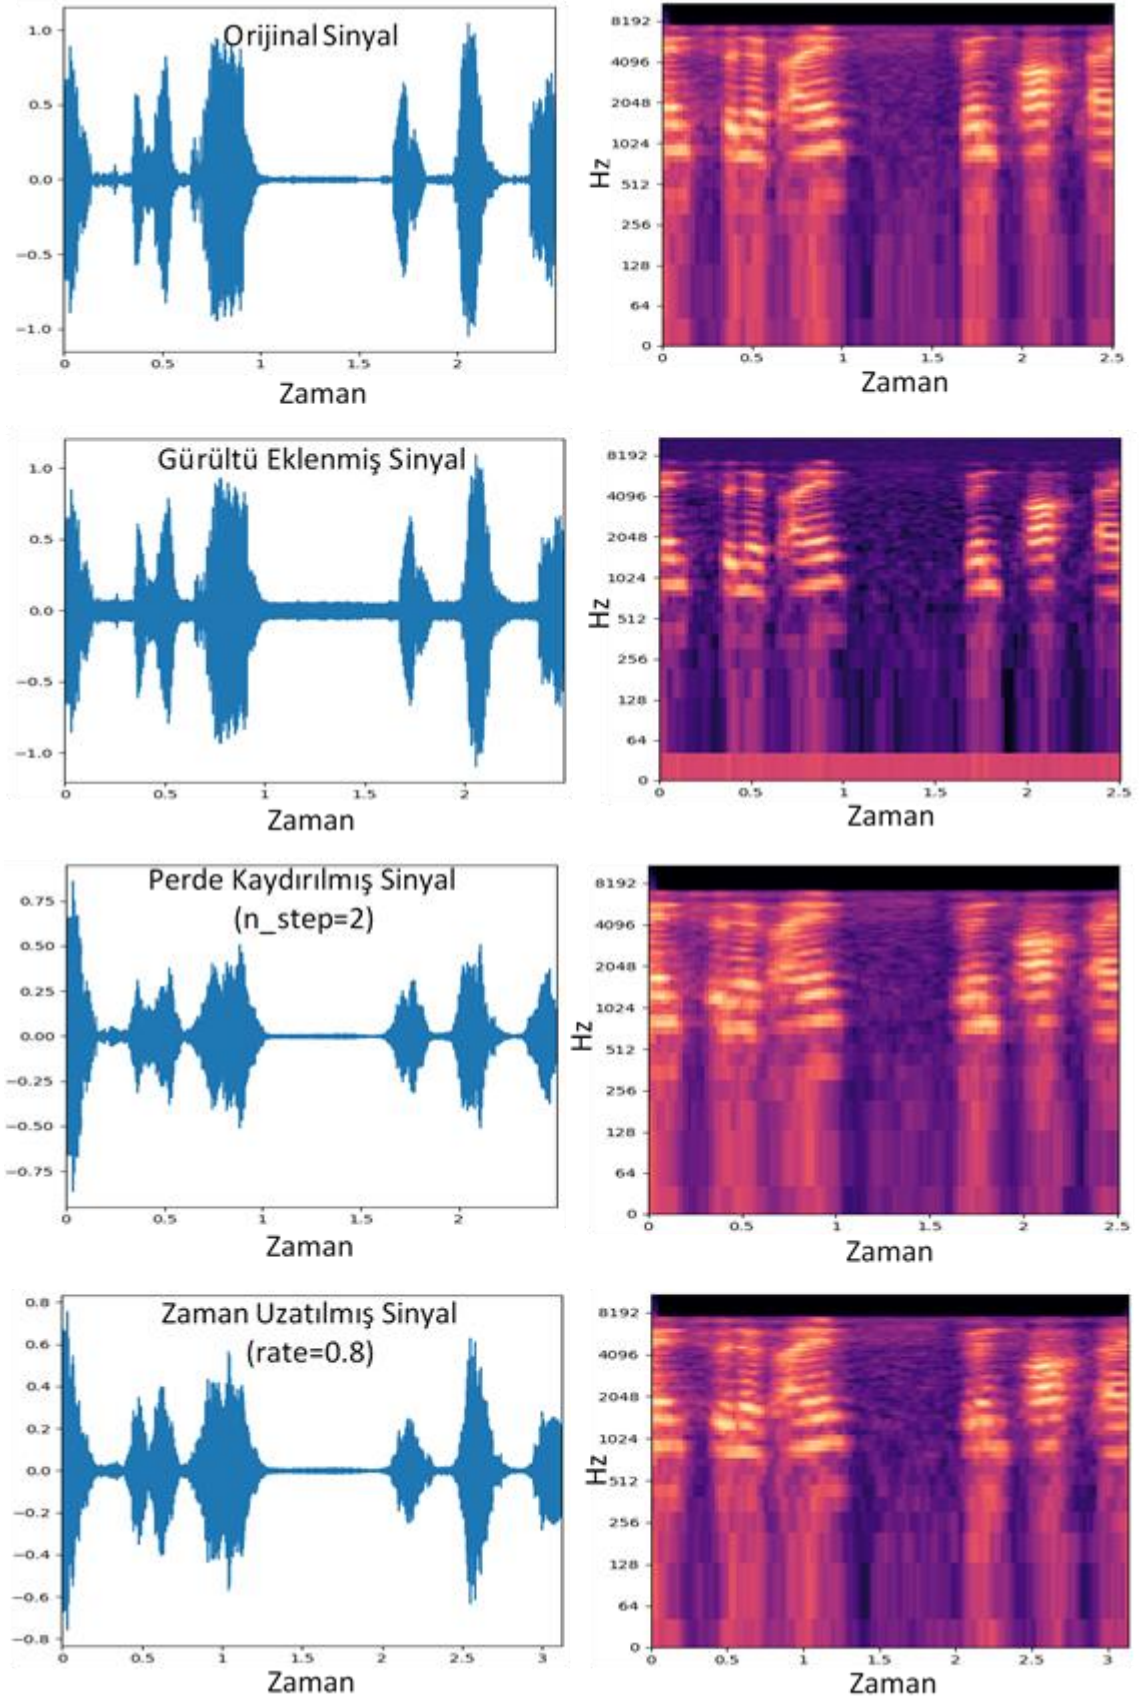 Orijinal Sinyal
1.0
0.5
0.0
−0.5
−1.0
0 0.5 1 1.5 2
Zaman
8192
4096
2048
1024
512
256
128
64
0
Hz
0 0.5 1 1.5 2 2.5
Zaman
Gürültü Eklenmiş Sinyal
1.0
0.5
0.0
−0.5
−1.0
0 0.5 1 1.5 2
Zaman
8192
4096
2048
1024
512
256
128
64
0
Hz
0 0.5 1 1.5 2 2.5
Zaman
Perde Kaydırılmış Sinyal
(n_step=2)
0.75
0.50
0.25
0.00
−0.25
−0.50
−0.75
0 0.5 1 1.5 2
Zaman
8192
4096
2048
1024
512
256
128
64
0
Hz
0 0.5 1 1.5 2 2.5
Zaman
Zaman Uzatılmış Sinyal
(rate=0.8)
0.8
0.6
0.4
0.2
0.0
−0.2
−0.4
−0.6
−0.8
0 0.5 1 1.5 2 2.5 3
Zaman
8192
4096
2048
1024
512
256
128
64
0
Hz
0 0.5 1 1.5 2 2.5 3
Zaman